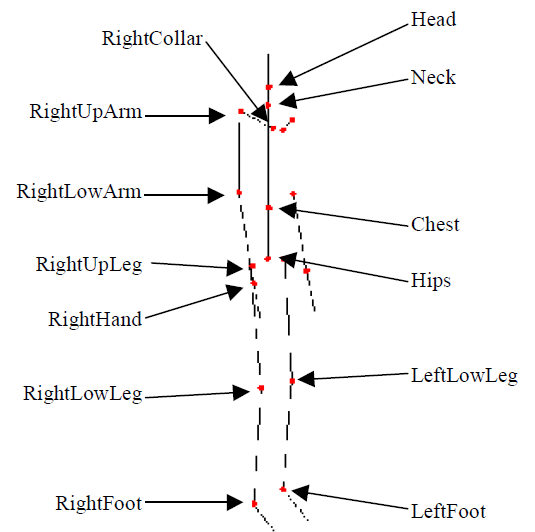 Head
RightCollar
Neck
RightUpArm
RightLowArm
Chest
RightUpLeg
Hips
RightHand
LeftLowLeg
RightLowLeg
RightFoot
LeftFoot